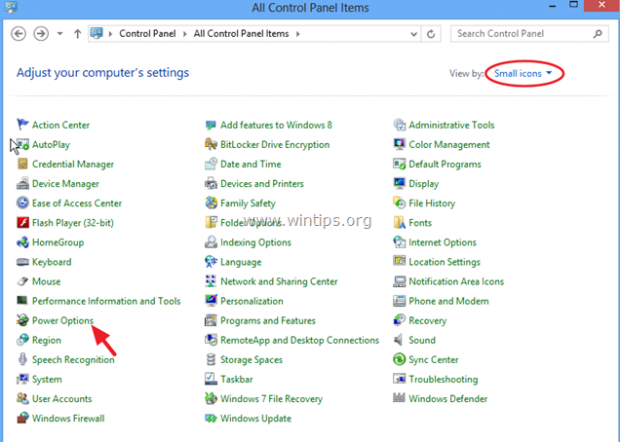 All Control Panel Items
Control Panel All Control Panel Items
Search Control Panel
Adjust your computer's settings
View by: Small icons
Action Center
AutoPlay
Credential Manager
Device Manager
Ease of Access Center
Flash Player (32-bit)
HomeGroup
Keyboard
Mouse
Performance Information and Tools
Power Options
Region
Speech Recognition
System
User Accounts
Windows Firewall
Add features to Windows 8
BitLocker Drive Encryption
Date and Time
Devices and Printers
Family Safety
Folder Options
Indexing Options
Language
Network and Sharing Center
Personalization
Programs and Features
RemoteApp and Desktop Connections
Storage Spaces
Taskbar
Windows 7 File Recovery
Windows Update
Administrative Tools
Color Management
Default Programs
Display
File History
Fonts
Internet Options
Location Settings
Notification Area Icons
Phone and Modem
Recovery
Sound
Sync Center
Troubleshooting
Windows Defender
www.wintips.org